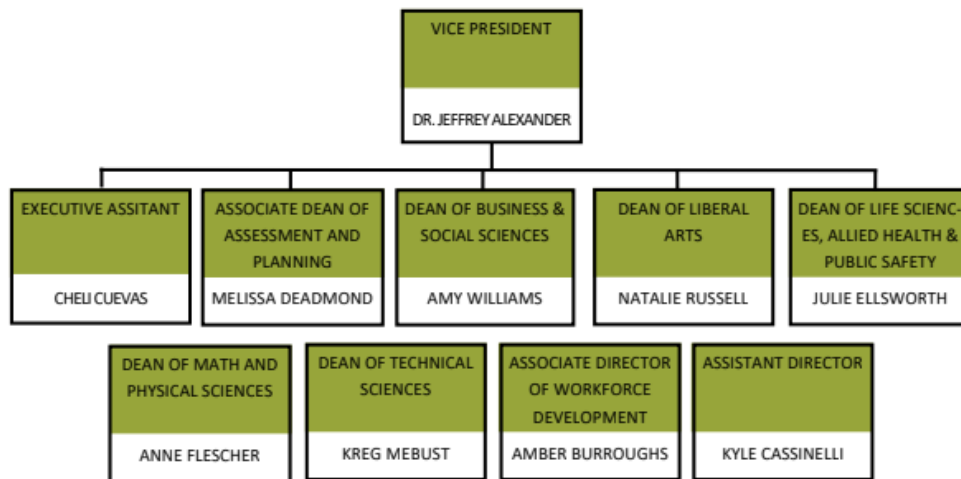 VICE PRESIDENT
DR. JEFFREY ALEXANDER
EXECUTIVE ASSITANT
CHELI CUEVAS
ASSOCIATE DEAN OF
ASSESSMENT AND
PLANNING
MELISSA DEADMOND
DEAN OF BUSINESS &
SOCIAL SCIENCES
AMY WILLIAMS
DEAN OF LIBERAL
ARTS
NATALIE RUSSELL
DEAN OF LIFE SCIENC-
ES, ALLIED HEALTH &
PUBLIC SAFETY
JULIE ELLSWORTH
DEAN OF MATH AND
PHYSICAL SCIENCES
ANNE FLESCHER
DEAN OF TECHNICAL
SCIENCES
KREG MEBUST
ASSOCIATE DIRECTOR
OF WORKFORCE
DEVELOPMENT
AMBER BURROUGHS
ASSISTANT DIRECTOR
KYLE CASSINELLI